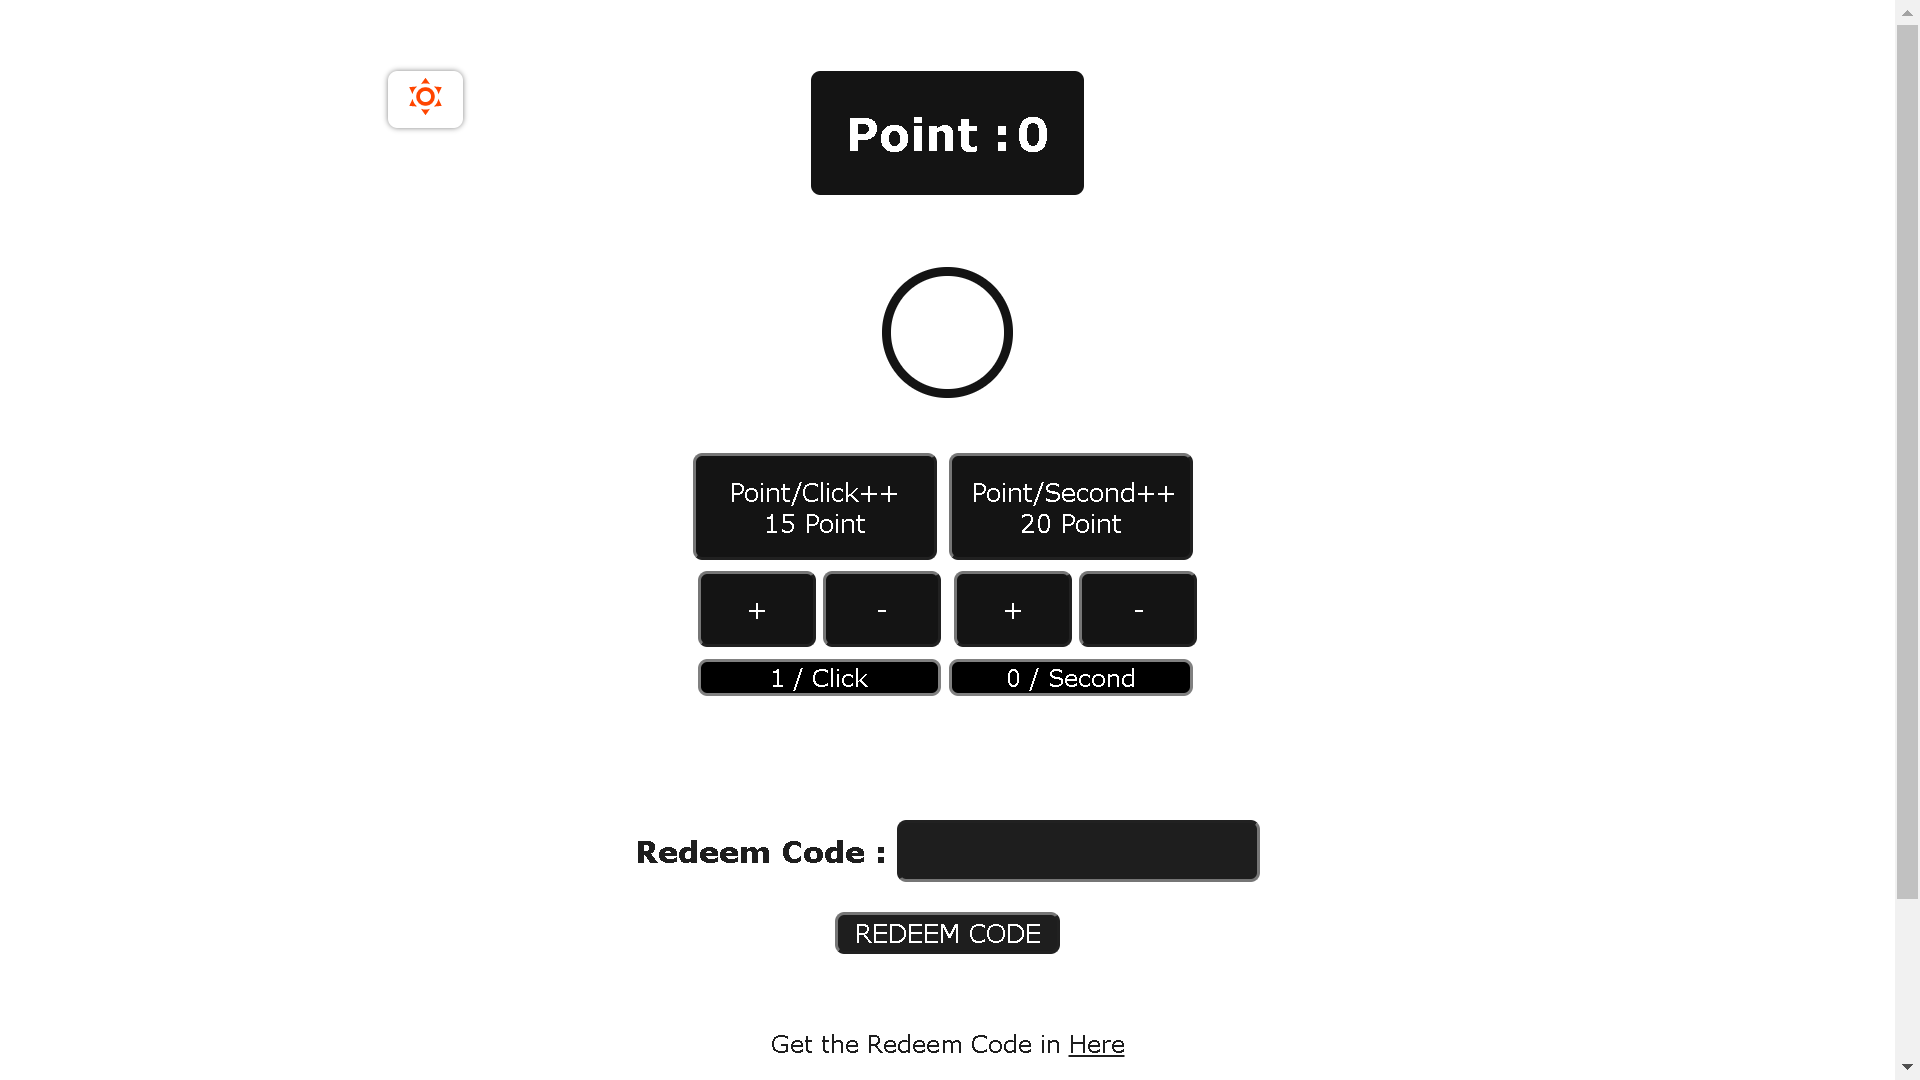 Point :0
Point/Click++
15 Point
Point/Second++
20 Point
+
-
+
-
1 / Click
0 / Second
Redeem Code :
REDEEM CODE
Get the Redeem Code in Here